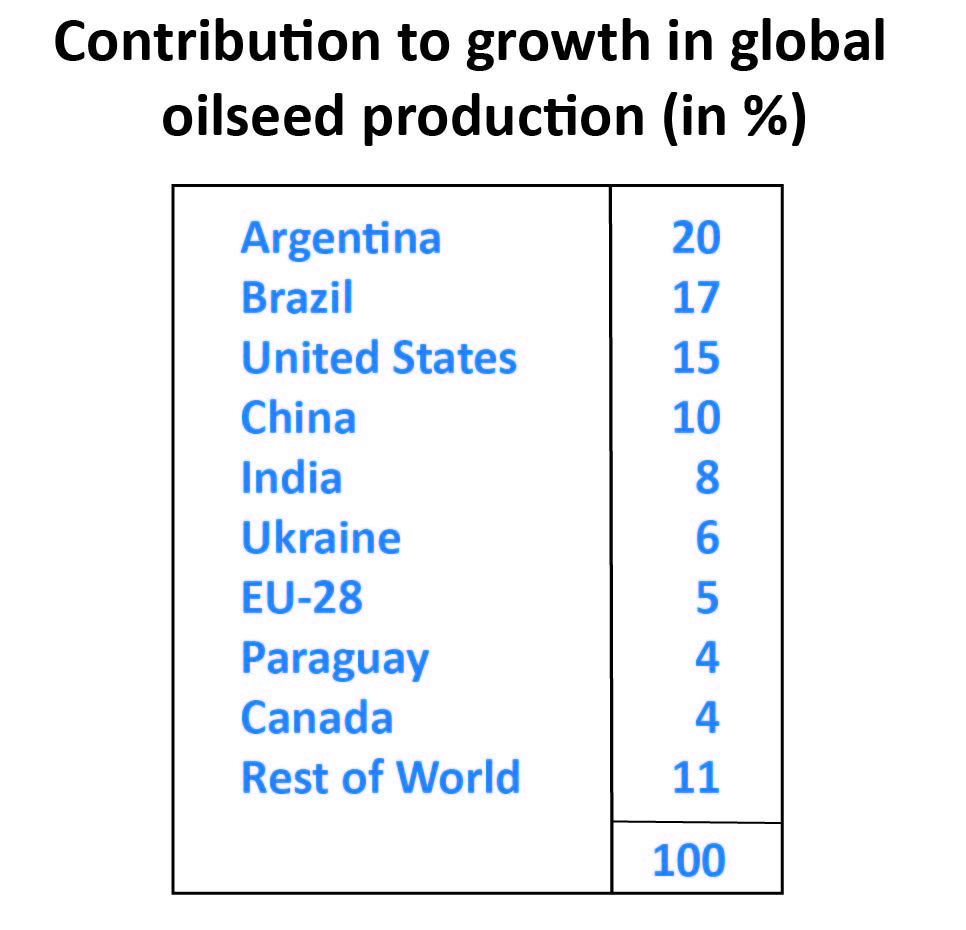 Contribution to growth in global
oilseed production (in %)
Argentina 20
Brazil 17
United States 15
China 10
India 8
Ukraine 6
EU-28 5
Paraguay 4
Canada 4
Rest of World 11
100